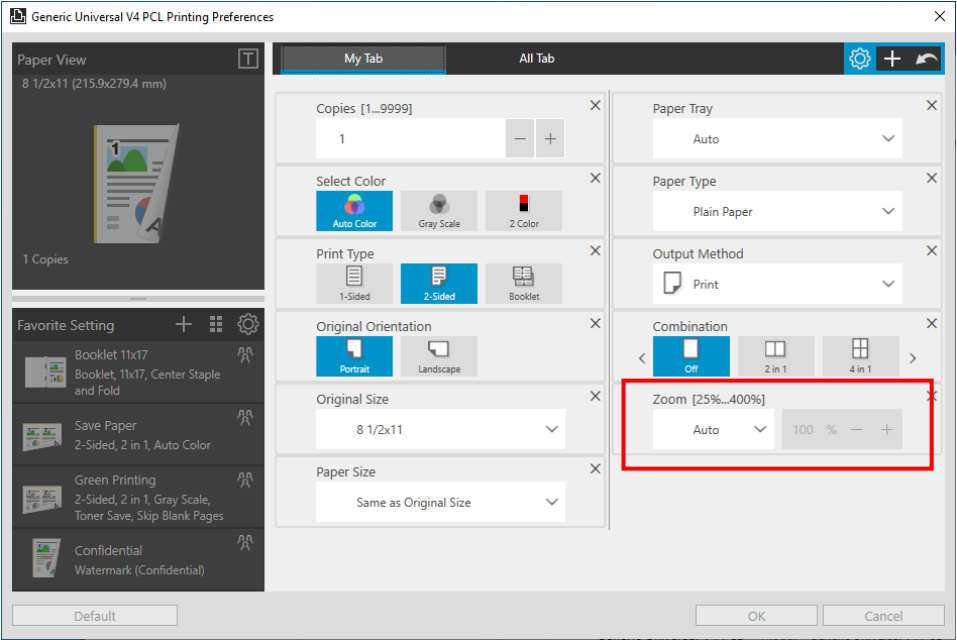 Generic Universal V4 PCL Printing Preferences
Paper View
T
8 1/2x11 (215.9x279.4 mm)
1
A
1 Copies
Favorite Setting
Booklet 11x17
Booklet, 11x17, Center Staple
and Fold
Save Paper
2-Sided, 2 in 1, Auto Color
Green Printing
2-Sided, 2 in 1, Gray Scale,
Toner Save, Skip Blank Pages
Confidential
Watermark (Confidential)
My Tab
All Tab
Copies [1...9999]
1
Select Color
Auto Color
Gray Scale
2 Color
Print Type
1-Sided
2-Sided
Booklet
Original Orientation
Portrait
Landscape
Original Size
8 1/2x11
Paper Size
Same as Original Size
Paper Tray
Auto
Paper Type
Plain Paper
Output Method
Print
Combination
Off
2 in 1
4 in 1
Zoom [25%...400%]
Auto
100 %
Default
OK
Cancel